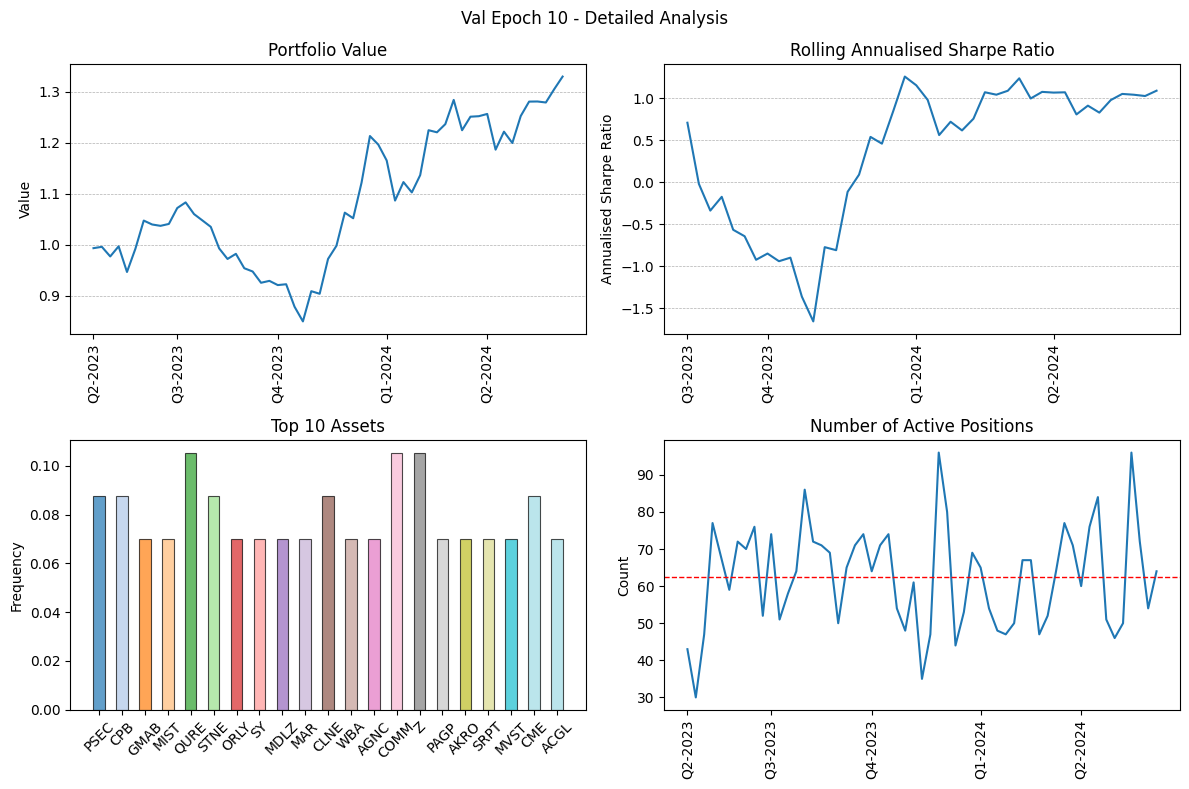 Val Epoch 10 - Detailed Analysis
Portfolio Value
Value
1.3
1.2
1.1
1.0
0.9
Q2-2023
Q3-2023
Q4-2023
Q1-2024
Q2-2024
Rolling Annualised Sharpe Ratio
Annualised Sharpe Ratio
1.0
0.5
0.0
−0.5
−1.0
−1.5
Q3-2023
Q4-2023
Q1-2024
Q2-2024
Top 10 Assets
Frequency
0.10
0.08
0.06
0.04
0.02
0.00
PSEC
CPB
GMAB
MIST
QURE
STNE
ORLY
SY
MDLZ
MAR
CLNE
WBA
AGNC
COMM
Z
PAGP
AKRO
SRPT
MVST
CME
ACGL
Number of Active Positions
Count
90
80
70
60
50
40
30
Q2-2023
Q3-2023
Q4-2023
Q1-2024
Q2-2024